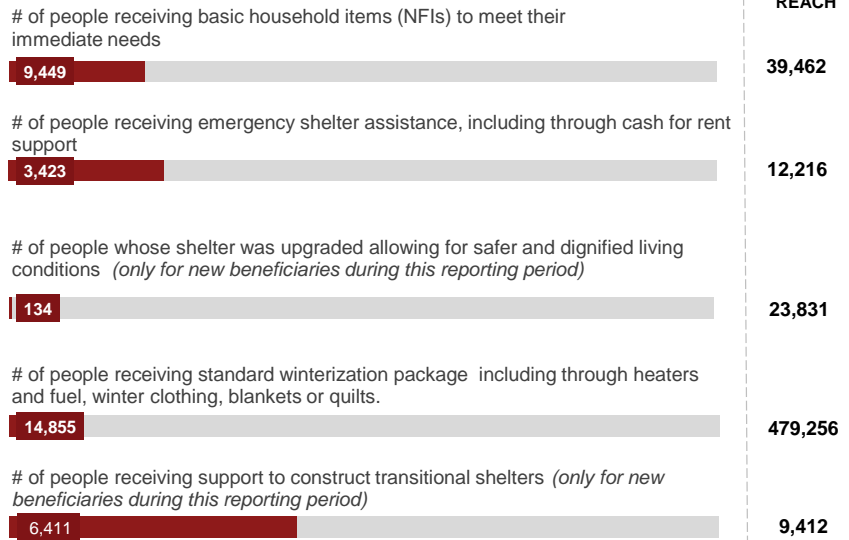 REACH
# of people receiving basic household items (NFIs) to meet their
immediate needs
9,449
39,462
# of people receiving emergency shelter assistance, including through cash for rent
support
3,423
12,216
# of people whose shelter was upgraded allowing for safer and dignified living
conditions (only for new beneficiaries during this reporting period)
134
23,831
# of people receiving standard winterization package including through heaters
and fuel, winter clothing, blankets or quilts.
14,855
479,256
# of people receiving support to construct transitional shelters (only for new
beneficiaries during this reporting period)
6,411
9,412